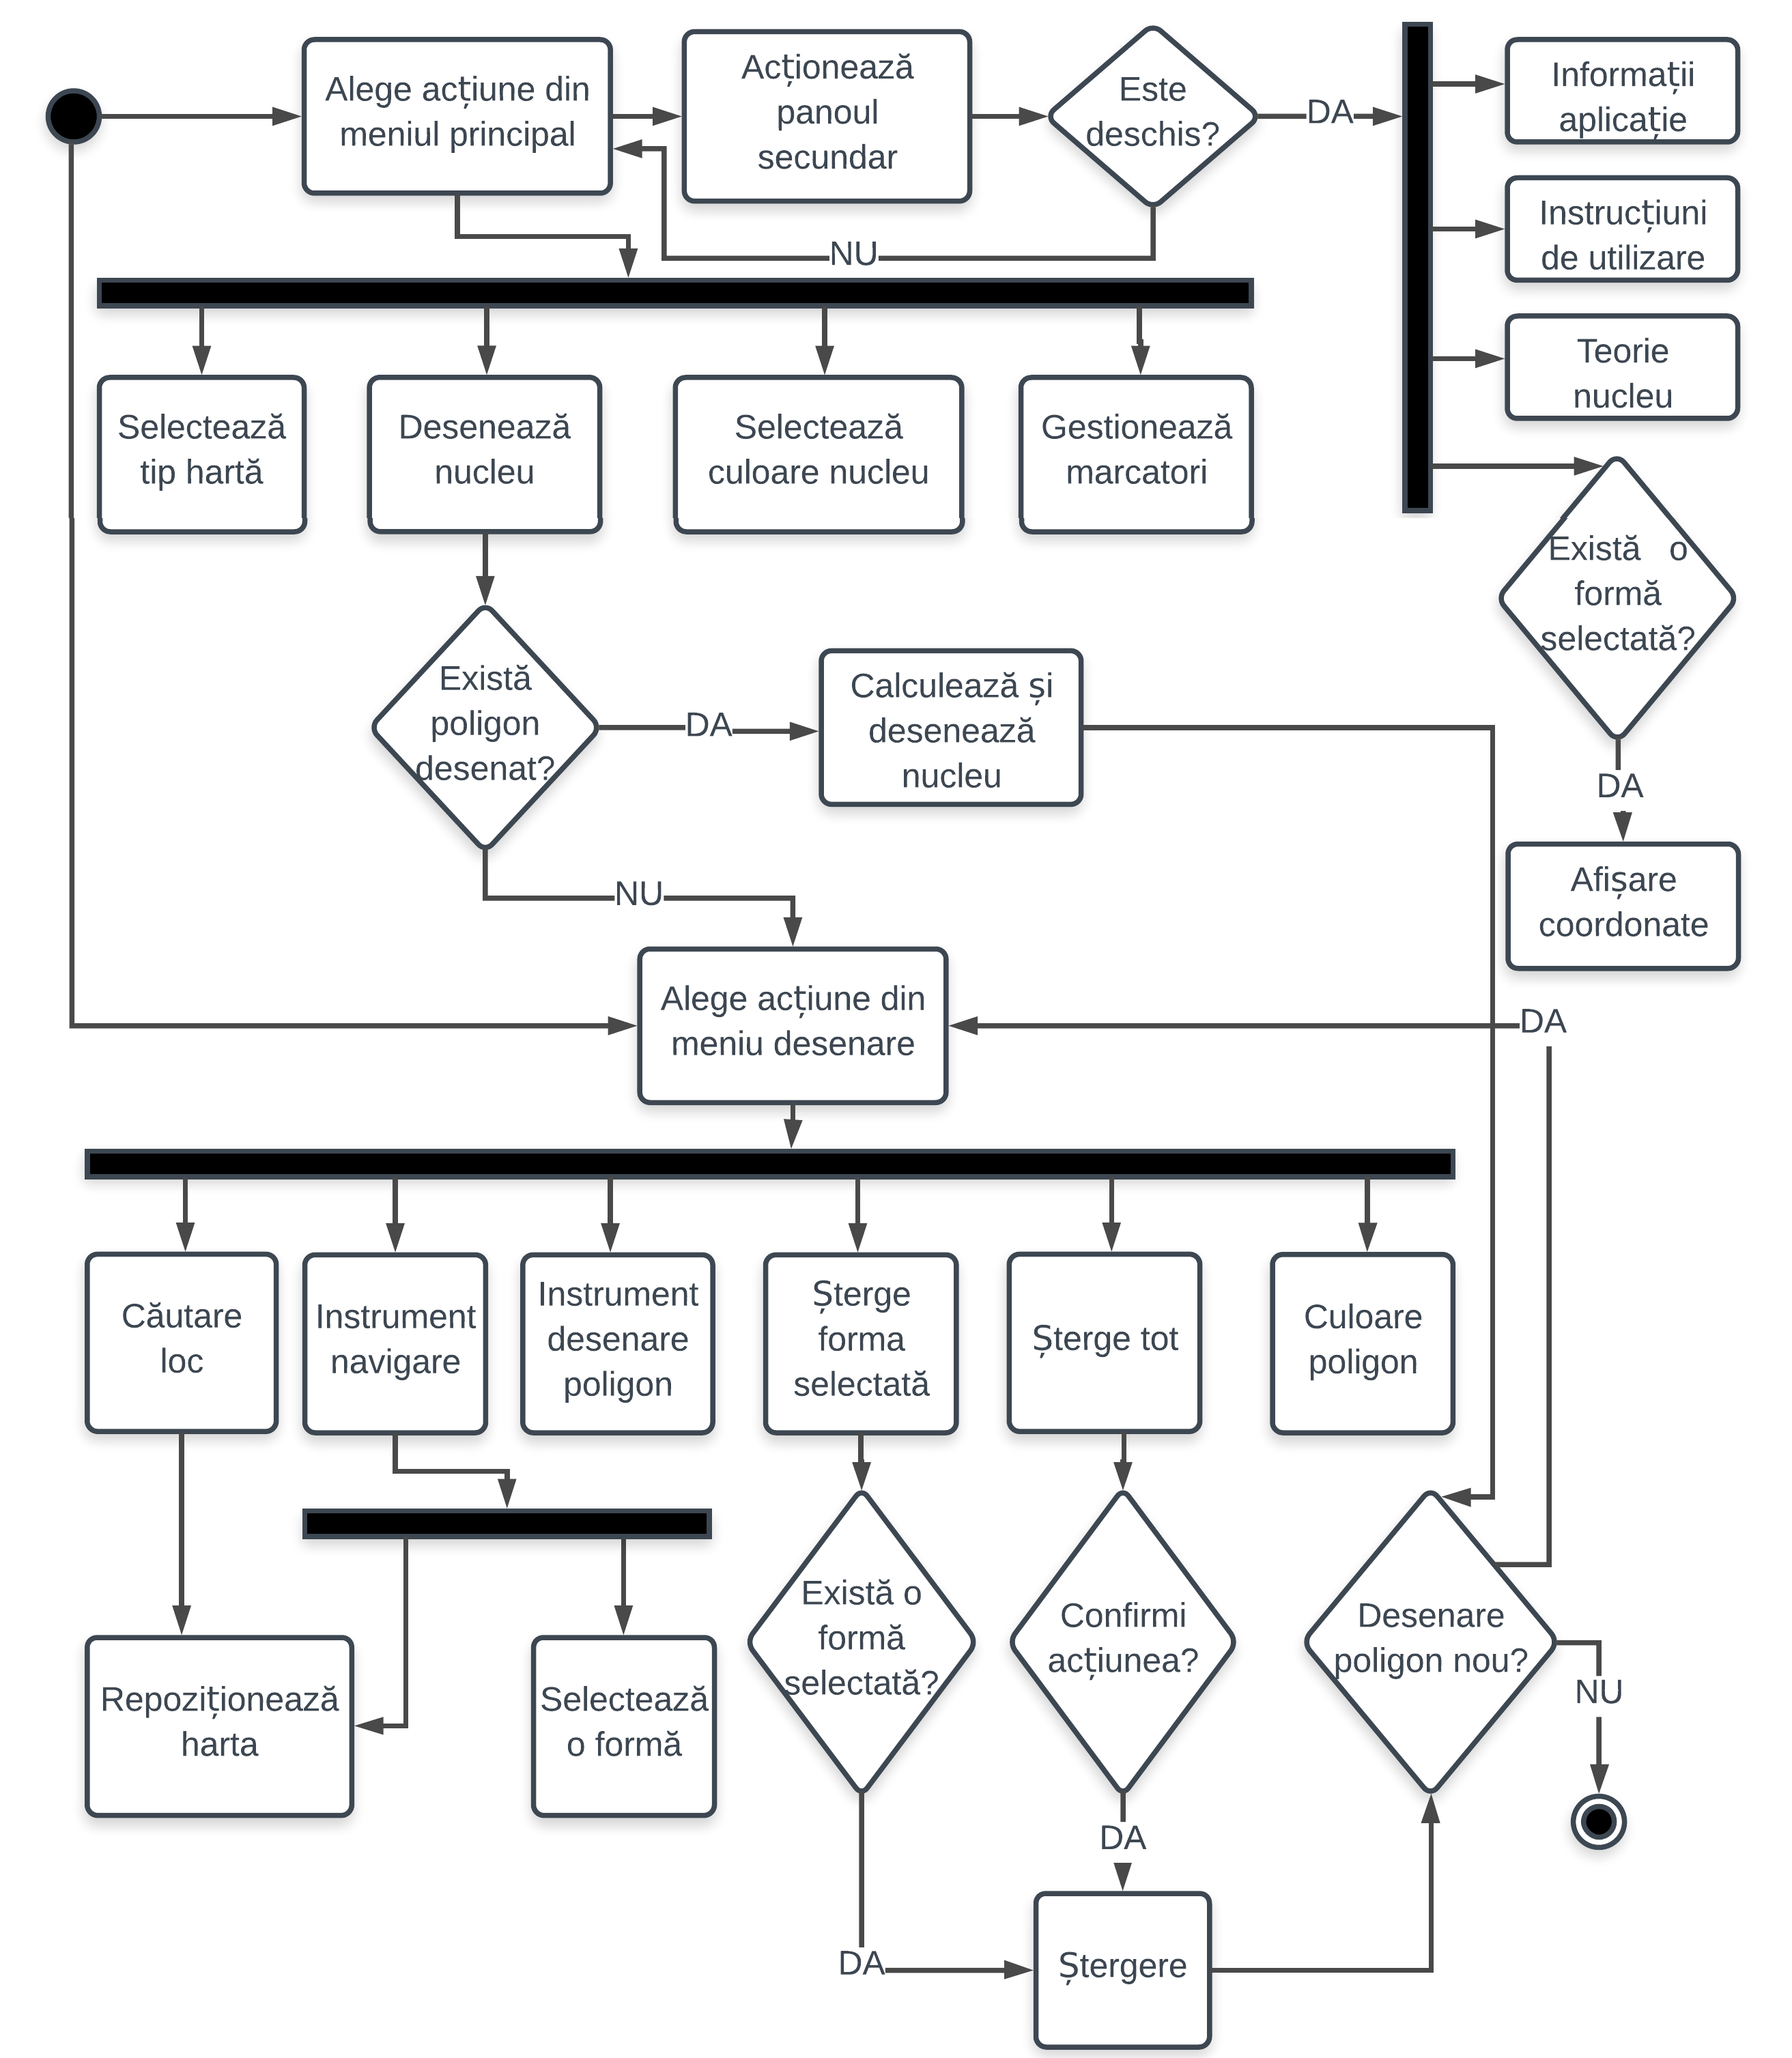 Alege acțiune din
meniul principal
Acționează
panoul
secundar
Este
deschis?
DA
NU
Informații
aplicație
Instrucțiuni
de utilizare
Teorie
nucleu
Selectează
tip hartă
Desenează
nucleu
Selectează
culoare nucleu
Gestionează
marcatori
Există o
formă
selectată?
Există
poligon
desenat?
DA
Calculează și
desenează
nucleu
DA
NU
Afișare
coordonate
Alege acțiune din
meniu desenare
DA
Căutare
loc
Instrument
navigare
Instrument
desenare
poligon
Șterge
forma
selectată
Șterge tot
Culoare
poligon
Repoziționează
harta
Selectează
o formă
Există o
formă
selectată?
Confirmi
acțiunea?
Desenare
poligon nou?
NU
DA
DA
Ștergere